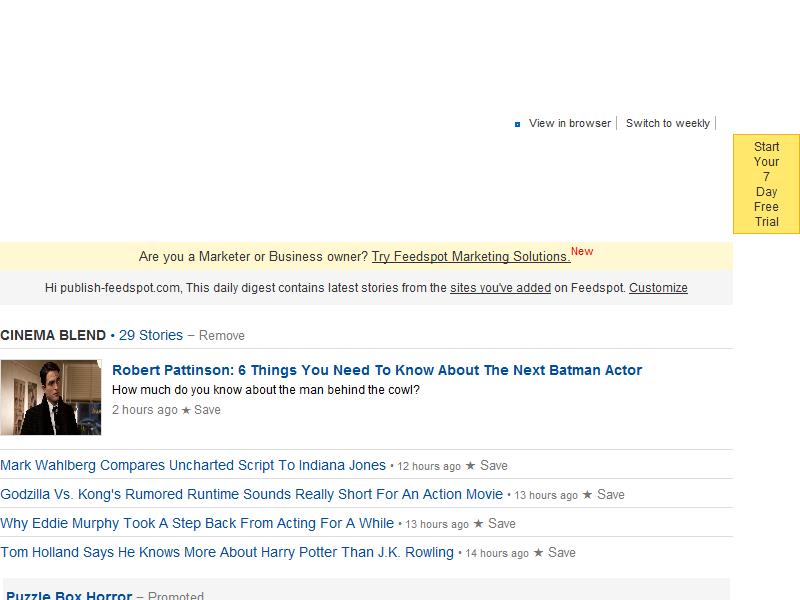 View in browser
Switch to weekly
Start
Your
7
Day
Free
Trial
Are you a Marketer or Business owner? Try Feedspot Marketing Solutions. New
Hi publish-feedspot.com, This daily digest contains latest stories from the sites you've added on Feedspot. Customize
CINEMA BLEND • 29 Stories – Remove
Robert Pattinson: 6 Things You Need To Know About The Next Batman Actor
How much do you know about the man behind the cowl?
2 hours ago ★ Save
Mark Wahlberg Compares Uncharted Script To Indiana Jones • 12 hours ago ★ Save
Godzilla Vs. Kong's Rumored Runtime Sounds Really Short For An Action Movie • 13 hours ago ★ Save
Why Eddie Murphy Took A Step Back From Acting For A While • 13 hours ago ★ Save
Tom Holland Says He Knows More About Harry Potter Than J.K. Rowling • 14 hours ago ★ Save
Puzzle Box Horror – Promoted